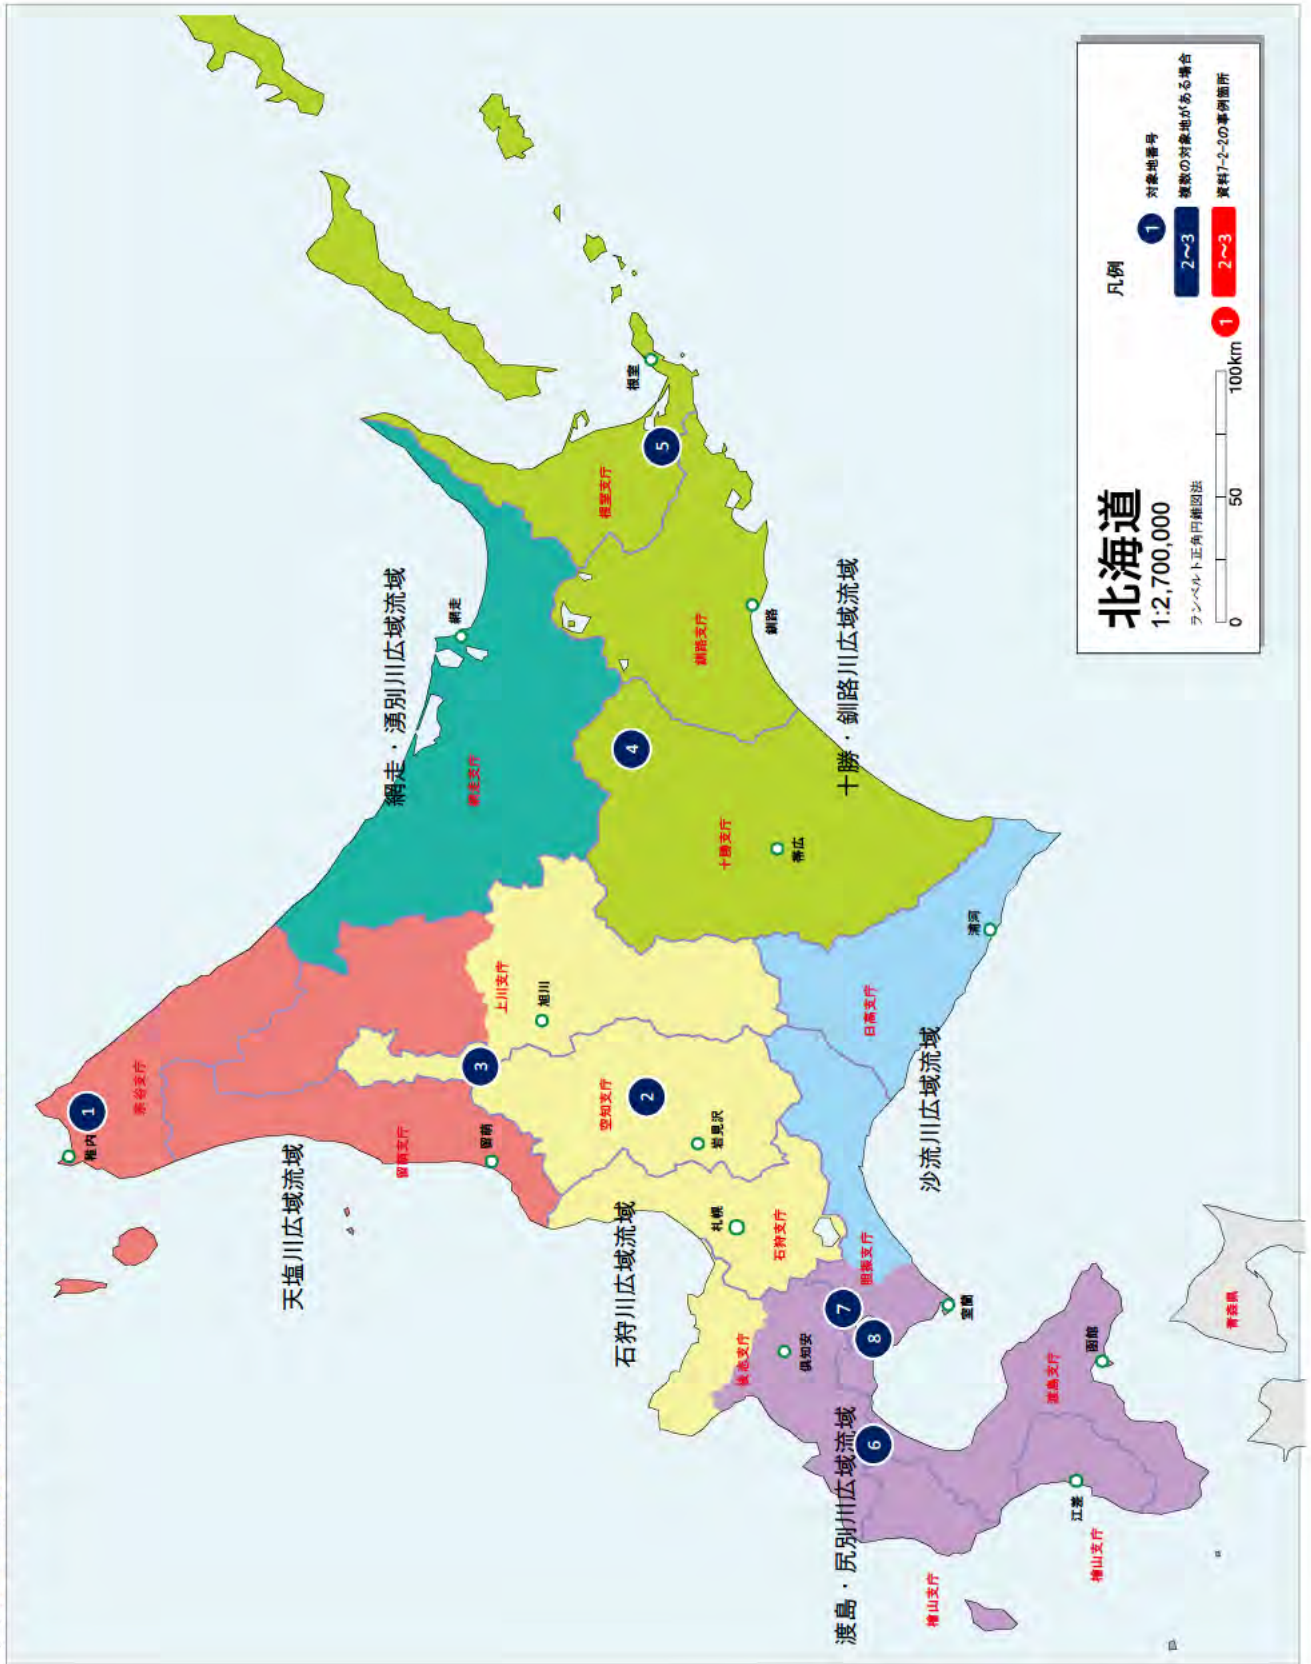 天塩川広域流域
網走・湧別川広域流域
石狩川広域流域
十勝・釧路川広域流域
沙流川広域流域
渡島・尻別川広域流域
宗谷支庁
留萌支庁
上川支庁
網走支庁
空知支庁
石狩支庁
後志支庁
胆振支庁
日高支庁
十勝支庁
釧路支庁
根室支庁
渡島支庁
檜山支庁
檜山支庁
青森県
稚内
留萌
旭川
網走
根室
釧路
帯広
浦河
岩見沢
札幌
倶知安
室蘭
函館
江差
1
2
3
4
5
6
7
8
北海道
1:2,700,000
ランベルト正角円錐図法
0 50 100km
凡例
1 対象地番号
2～3 複数の対象地がある場合
1 2～3 資料7-2-2の事例箇所